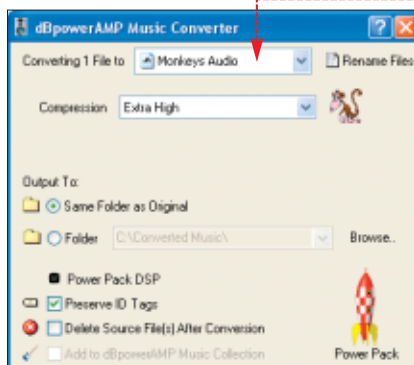 dBpowerAMP Music Converter
Converting 1 File to Monkeys Audio Rename Files
Compression Extra High
Output To:
Same Folder as Original
Folder C:\Converted Music\ Browse..
Power Pack DSP
Preserve ID Tags
Delete Source File(s) After Conversion
Add to dBpowerAMP Music Collection Power Pack